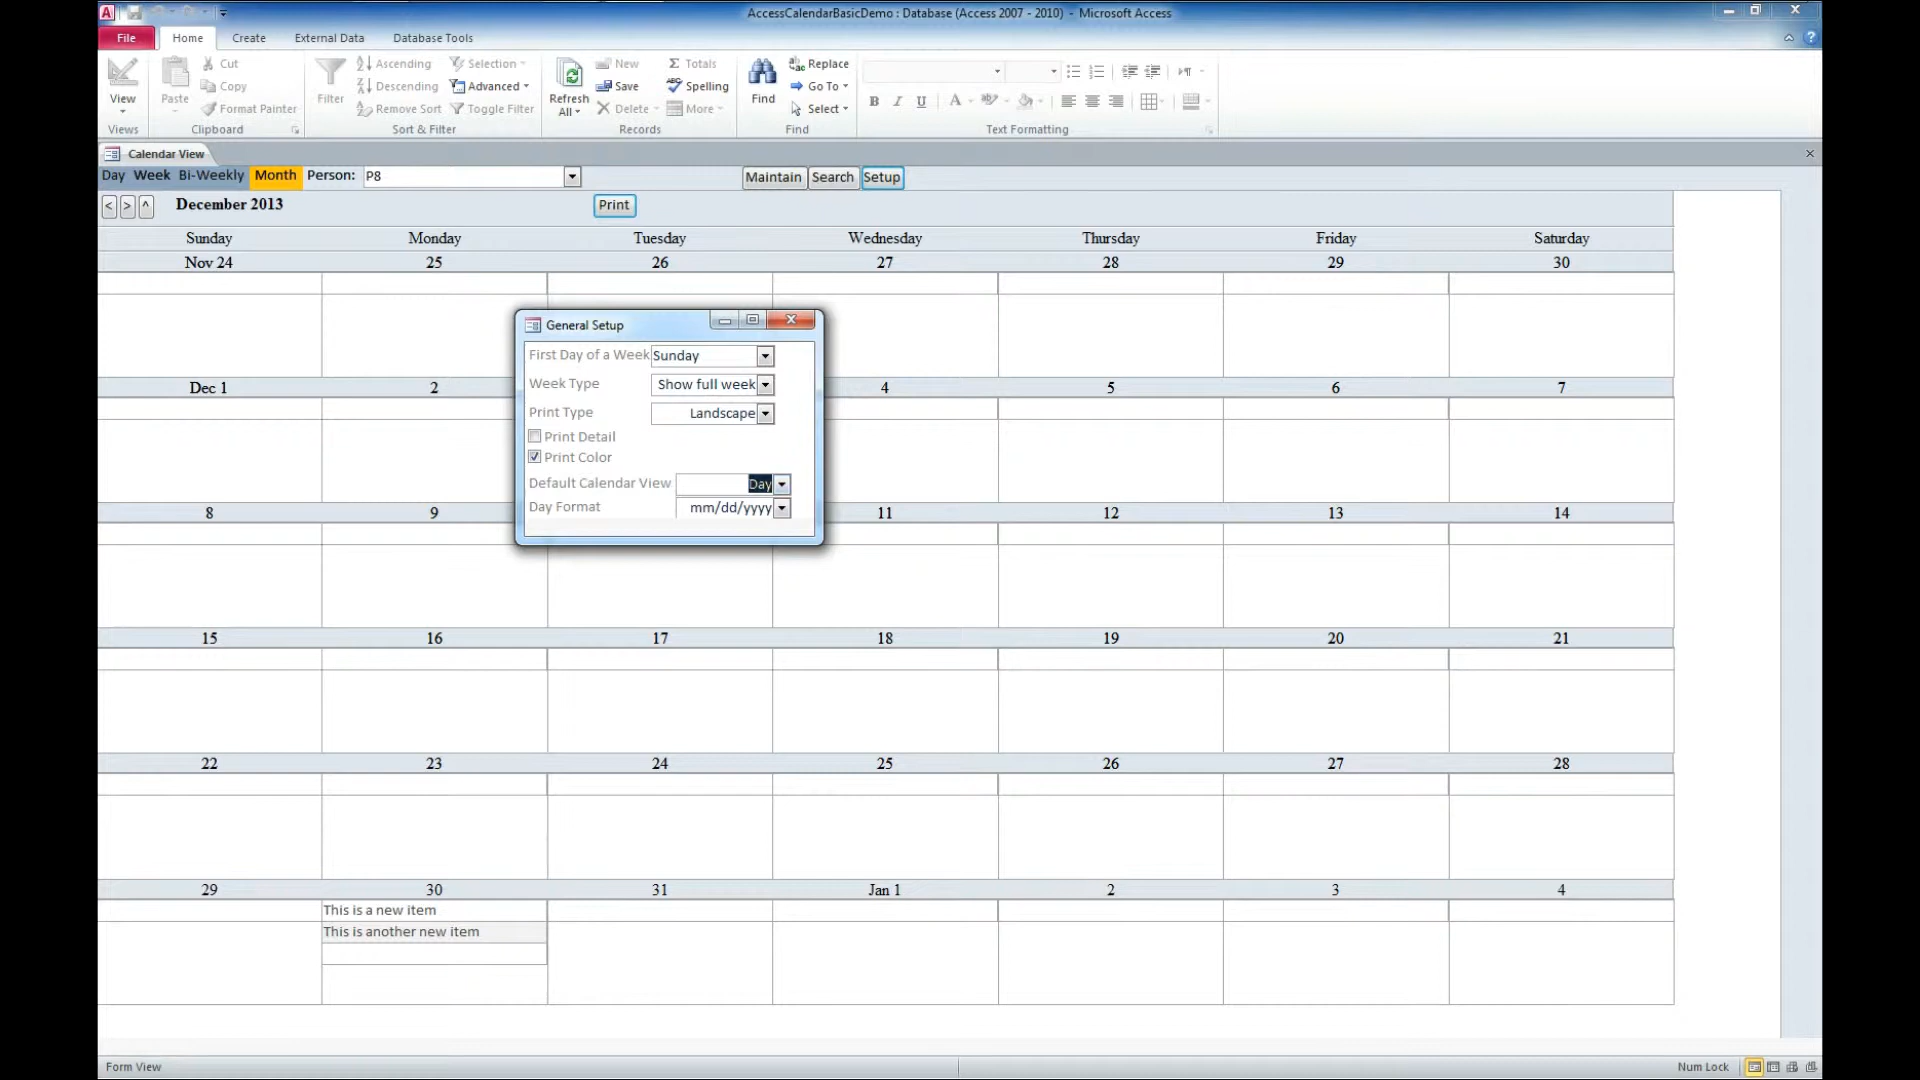 AccessCalendarBasicDemo : Database (Access 2007 - 2010) - Microsoft Access
File Home Create External Data Database Tools
View
Views
Paste
Cut
Copy
Format Painter
Clipboard
Filter
Ascending
Descending
Remove Sort
Selection
Advanced
Toggle Filter
Sort & Filter
Refresh
All
New
Save
Delete
Totals
Spelling
More
Records
Find
Replace
Go To
Select
Find
B I U A
Text Formatting
Calendar View
Day Week Bi-Weekly Month Person: P8 Maintain Search Setup
< > ^ December 2013 Print
Sunday Monday Tuesday Wednesday Thursday Friday Saturday
Nov 24 25 26 27 28 29 30
General Setup
First Day of a Week Sunday
Week Type Show full week
Print Type Landscape
Print Detail
Print Color
Default Calendar View Day
Day Format mm/dd/yyyy
Dec 1 2 4 5 6 7
8 9 11 12 13 14
15 16 17 18 19 20 21
22 23 24 25 26 27 28
29 30 31 Jan 1 2 3 4
This is a new item
This is another new item
Form View Num Lock